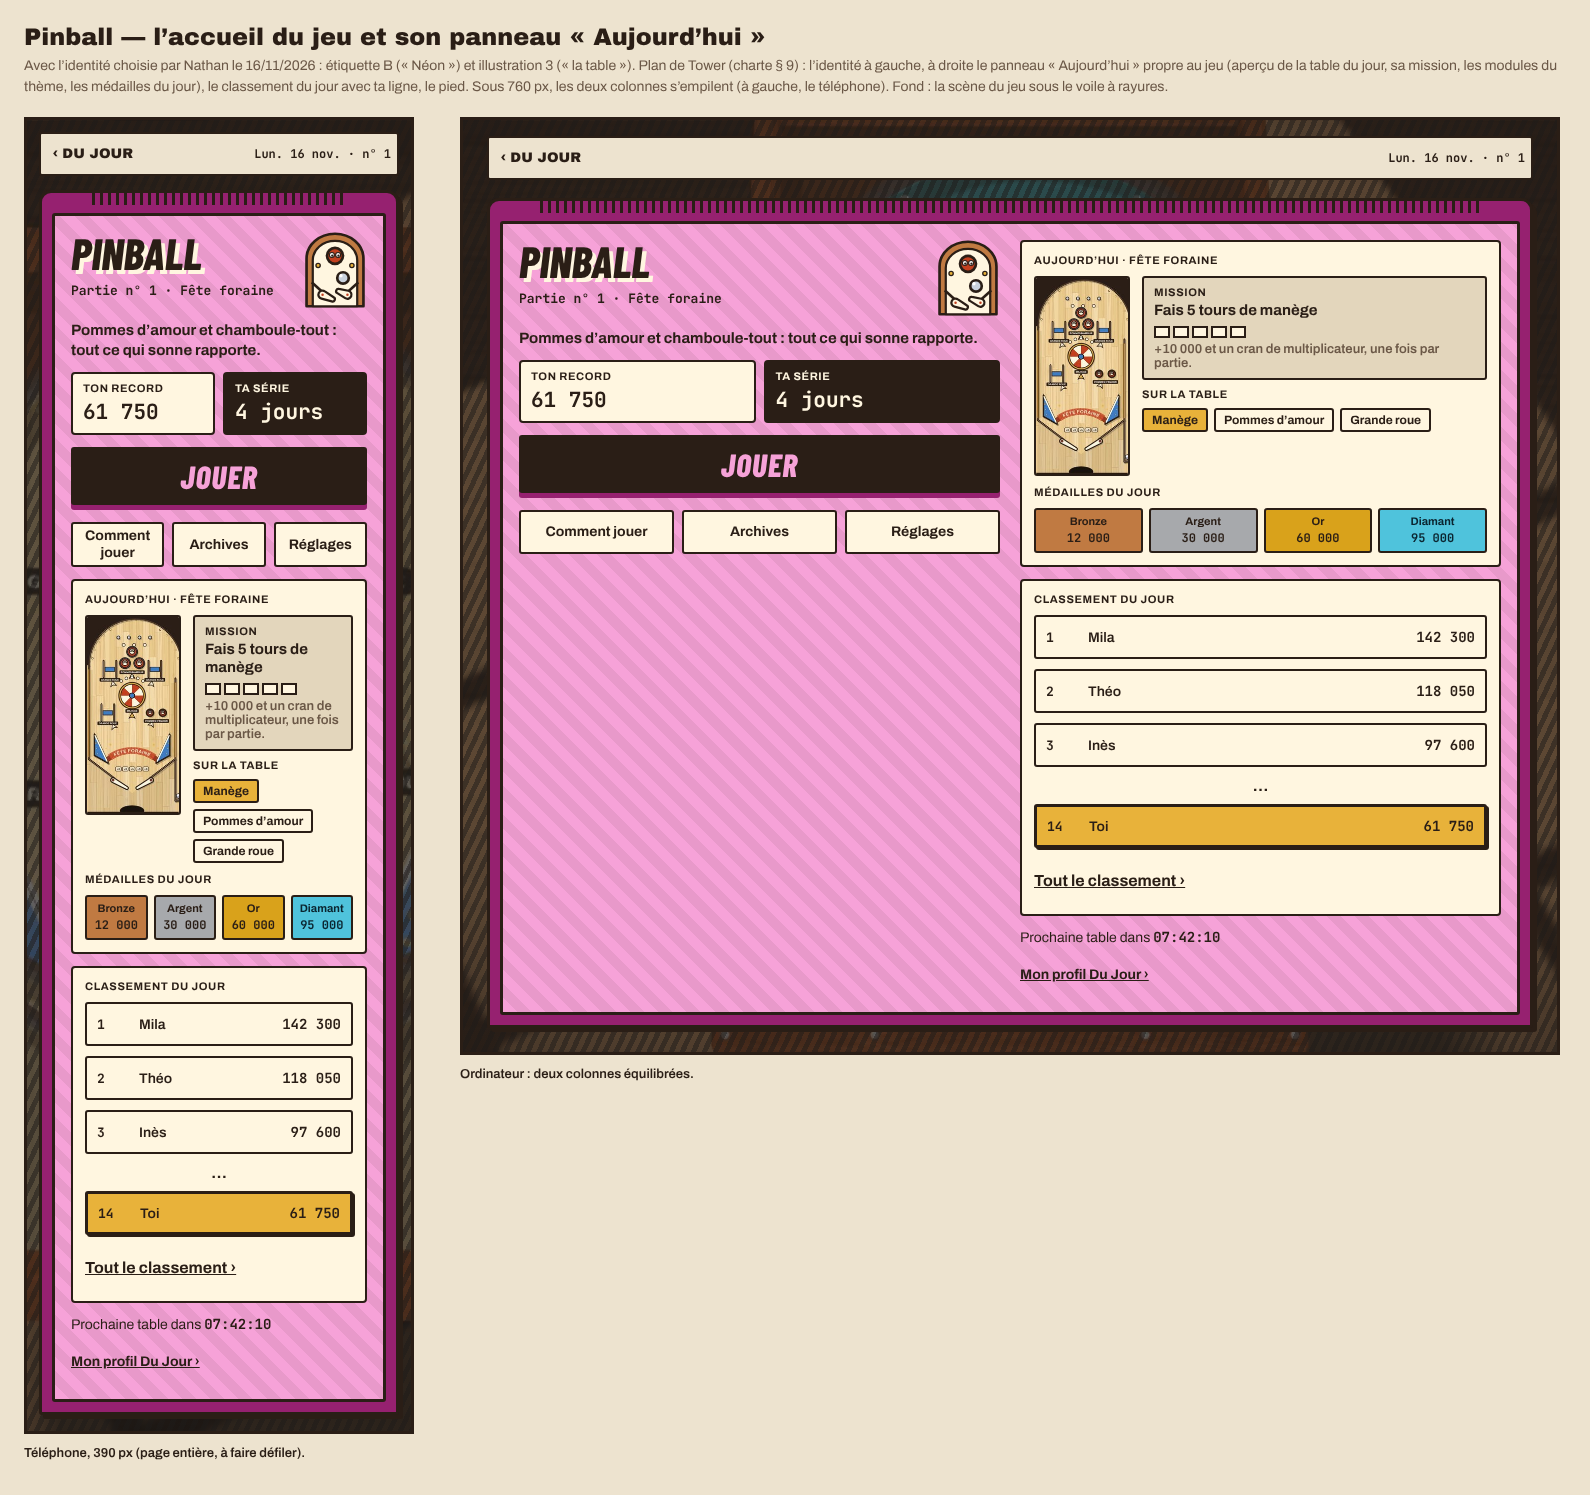 Pinball — l’accueil du jeu et son panneau « Aujourd’hui »
Avec l’identité choisie par Nathan le 16/11/2026 : étiquette B (« Néon ») et illustration 3 (« la table »). Plan de Tower (charte § 9) : l’identité à gauche, à droite le panneau « Aujourd’hui » propre au jeu (aperçu de la table du jour, sa mission, les modules du
thème, les médailles du jour), le classement du jour avec ta ligne, le pied. Sous 760 px, les deux colonnes s’empilent (à gauche, le téléphone). Fond : la scène du jeu sous le voile à rayures.
‹ DU JOUR
Lun. 16 nov. · n° 1
PINBALL
Partie n° 1 · Fête foraine
Pommes d’amour et chamboule-tout :
tout ce qui sonne rapporte.
TON RECORD
61 750
TA SÉRIE
4 jours
JOUER
Comment
jouer
Archives
Réglages
AUJOURD’HUI · FÊTE FORAINE
FÊTE FORAINE
MISSION
Fais 5 tours de
manège
+10 000 et un cran de
multiplicateur, une fois
par partie.
SUR LA TABLE
Manège
Pommes d’amour
Grande roue
MÉDAILLES DU JOUR
Bronze
12 000
Argent
30 000
Or
60 000
Diamant
95 000
CLASSEMENT DU JOUR
1 Mila 142 300
2 Théo 118 050
3 Inès 97 600
...
14 Toi 61 750
Tout le classement ›
Prochaine table dans 07:42:10
Mon profil Du Jour ›
Téléphone, 390 px (page entière, à faire défiler).
‹ DU JOUR
Lun. 16 nov. · n° 1
PINBALL
Partie n° 1 · Fête foraine
Pommes d’amour et chamboule-tout : tout ce qui sonne rapporte.
TON RECORD
61 750
TA SÉRIE
4 jours
JOUER
Comment jouer
Archives
Réglages
AUJOURD’HUI · FÊTE FORAINE
FÊTE FORAINE
MISSION
Fais 5 tours de manège
+10 000 et un cran de multiplicateur, une fois par
partie.
SUR LA TABLE
Manège
Pommes d’amour
Grande roue
MÉDAILLES DU JOUR
Bronze
12 000
Argent
30 000
Or
60 000
Diamant
95 000
CLASSEMENT DU JOUR
1 Mila 142 300
2 Théo 118 050
3 Inès 97 600
...
14 Toi 61 750
Tout le classement ›
Prochaine table dans 07:42:10
Mon profil Du Jour ›
Ordinateur : deux colonnes équilibrées.